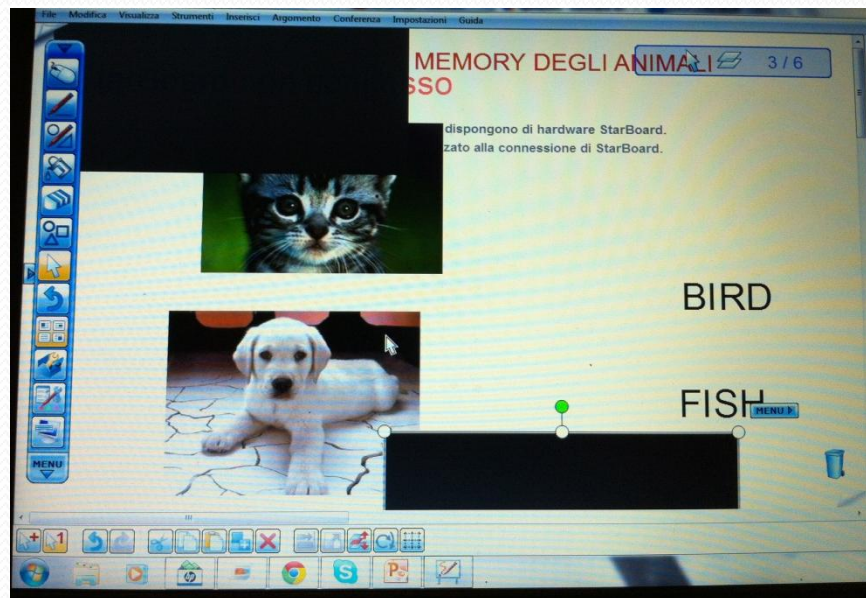 File Modifica Visualizza Strumenti Inserisci Argomento Conferenza Impostazioni Guida
MEMORY DEGLI ANIMALI
3 / 6
SSO
dispongono di hardware StarBoard.
zato alla connessione di StarBoard.
BIRD
FISH
MENU
MENU
1